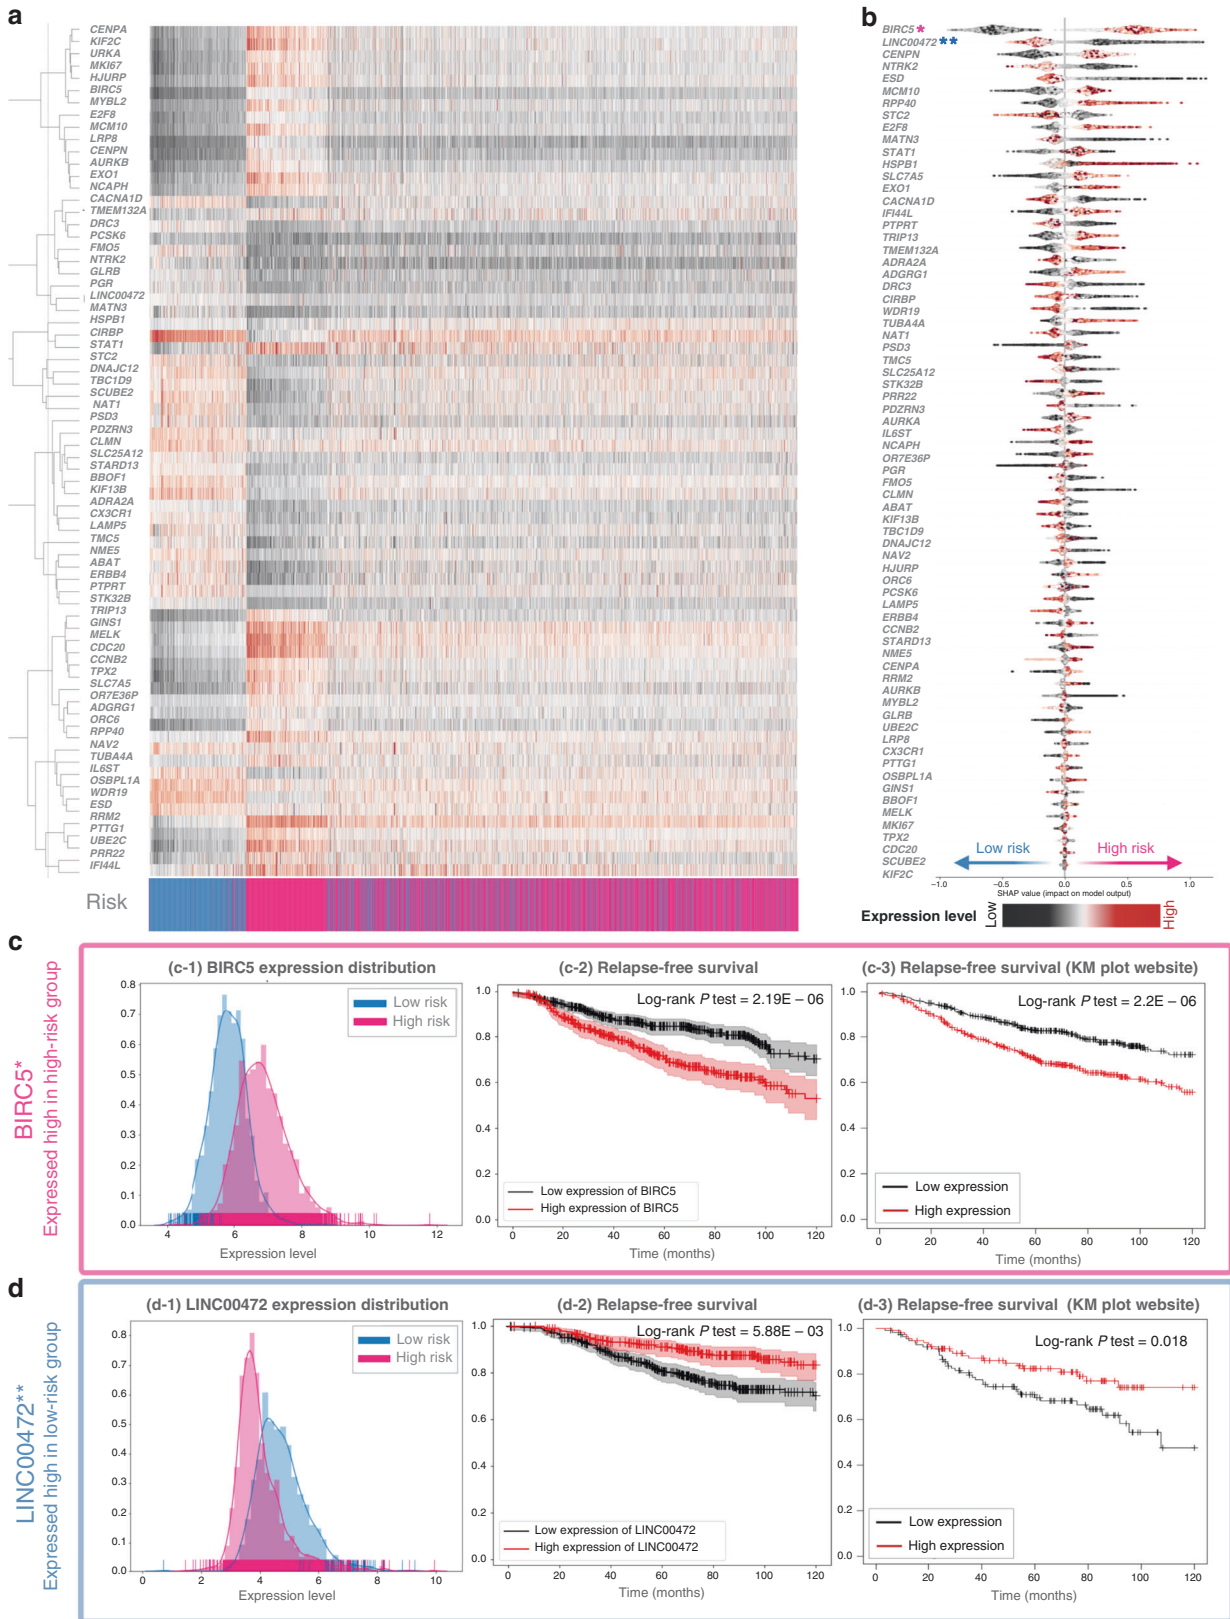 a
CENPA
KIF2C
URKA
MKI67
HJURP
BIRC5
MYBL2
E2F8
MCM10
LRP8
CENPN
AURKB
EXO1
NCAPH
CACNA1D
TMEM132A
DRC3
PCSK6
FMO5
NTRK2
GLRB
PGR
LINC00472
MATN3
HSPB1
CIRBP
STAT1
STC2
DNAJC12
TBC1D9
SCUBE2
NAT1
PSD3
PDZRN3
CLMN
SLC25A12
STARD13
BBOF1
KIF13B
ADRA2A
CX3CR1
LAMP5
TMC5
NME5
ABAT
ERBB4
PTPRT
STK32B
TRIP13
GINS1
MELK
CDC20
CCNB2
TPX2
SLC7A5
OR7E36P
ADGRG1
ORC6
RPP40
NAV2
TUBA4A
IL6ST
OSBPL1A
WDR19
ESD
RRM2
PTTG1
UBE2C
PRR22
IFI44L
Risk
b
BIRC5*
LINC00472**
CENPN
NTRK2
ESD
MCM10
RPP40
STC2
E2F8
MATN3
STAT1
HSPB1
SLC7A5
EXO1
CACNA1D
IFI44L
PTPRT
TRIP13
TMEM132A
ADRA2A
ADGRG1
DRC3
CIRBP
WDR19
TUBA4A
NAT1
PSD3
TMC5
SLC25A12
STK32B
PRR22
PDZRN3
AURKA
IL6ST
NCAPH
OR7E36P
PGR
FMO5
CLMN
ABAT
KIF13B
TBC1D9
DNAJC12
NAV2
HJURP
ORC6
PCSK6
LAMP5
ERBB4
CCNB2
STARD13
NME5
CENPA
RRM2
AURKB
MYBL2
GLRB
UBE2C
LRP8
CX3CR1
PTTG1
OSBPL1A
GINS1
BBOF1
MELK
MKI67
TPX2
CDC20
SCUBE2
KIF2C
Low risk
High risk
−1.0 −0.5 0.0 0.5 1.0
SHAP value (impact on model output)
Expression level
Low
High
c
BIRC5*
Expressed high in high-risk group
(c-1) BIRC5 expression distribution
Low risk
High risk
0.8
0.7
0.6
0.5
0.4
0.3
0.2
0.1
0.0
4 6 8 10 12
Expression level
(c-2) Relapse-free survival
Log-rank P test = 2.19E − 06
1.0
0.8
0.6
0.4
0.2
0.0
Low expression of BIRC5
High expression of BIRC5
0 20 40 60 80 100 120
Time (months)
(c-3) Relapse-free survival (KM plot website)
Log-rank P test = 2.2E − 06
1.0
0.8
0.6
0.4
0.2
0.0
Low expression
High expression
0 20 40 60 80 100 120
Time (months)
d
LINC00472**
Expressed high in low-risk group
(d-1) LINC00472 expression distribution
Low risk
High risk
0.8
0.7
0.6
0.5
0.4
0.3
0.2
0.1
0.0
0 2 4 6 8 10
Expression level
(d-2) Relapse-free survival
Log-rank P test = 5.88E − 03
1.0
0.8
0.6
0.4
0.2
0.0
Low expression of LINC00472
High expression of LINC00472
0 20 40 60 80 100 120
Time (months)
(d-3) Relapse-free survival (KM plot website)
Log-rank P test = 0.018
1.0
0.8
0.6
0.4
0.2
0.0
Low expression
High expression
0 20 40 60 80 100 120
Time (months)